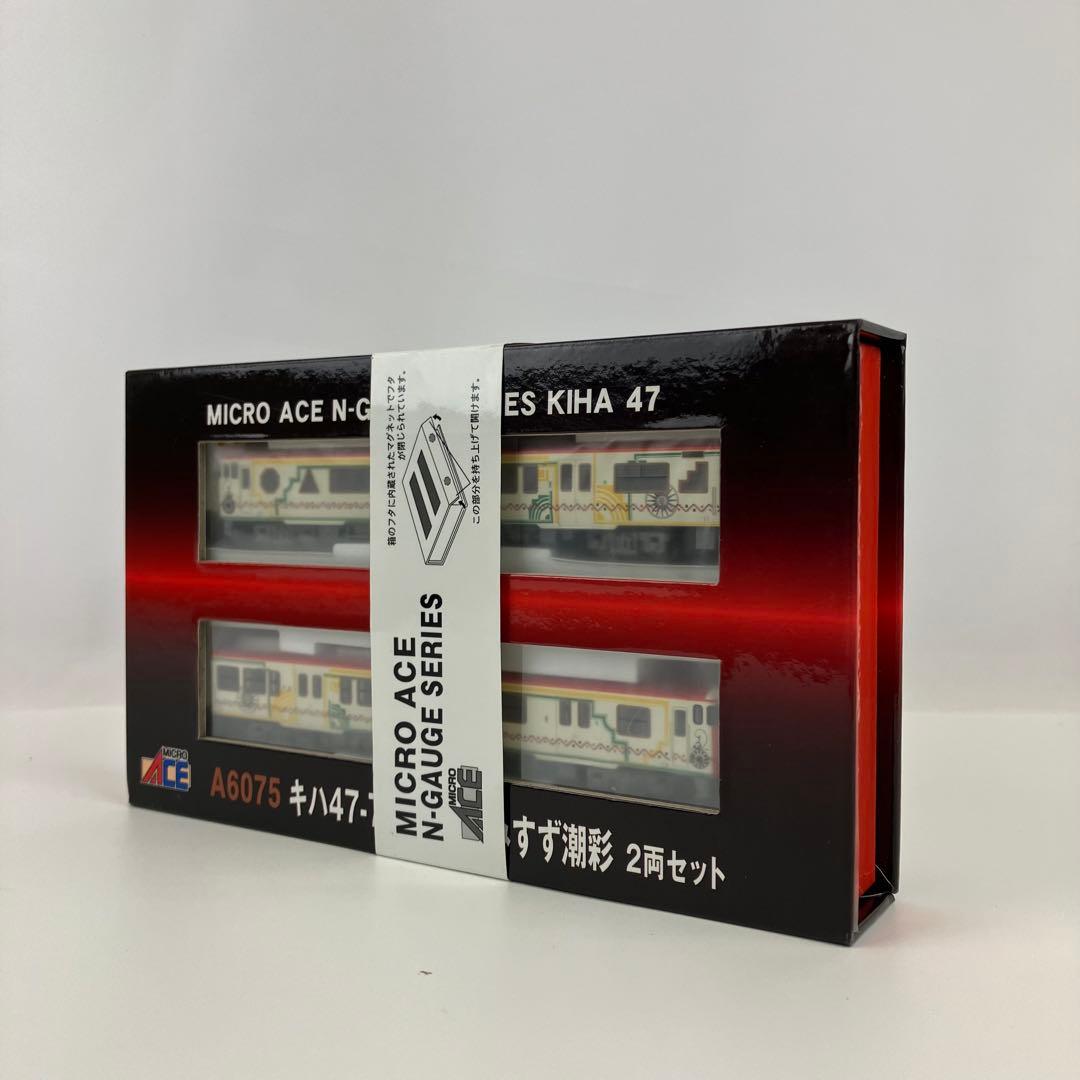 MICRO ACE N-G
ES KIHA 47
箱のフタに内蔵されたマグネットでフタ
が閉じられています。
この部分を持ち上げて開けます。
MICRO ACE
N-GAUGE SERIES
MICRO
ACE
MICRO
ACE
A6075 キハ47-7
すず潮彩 2両セット